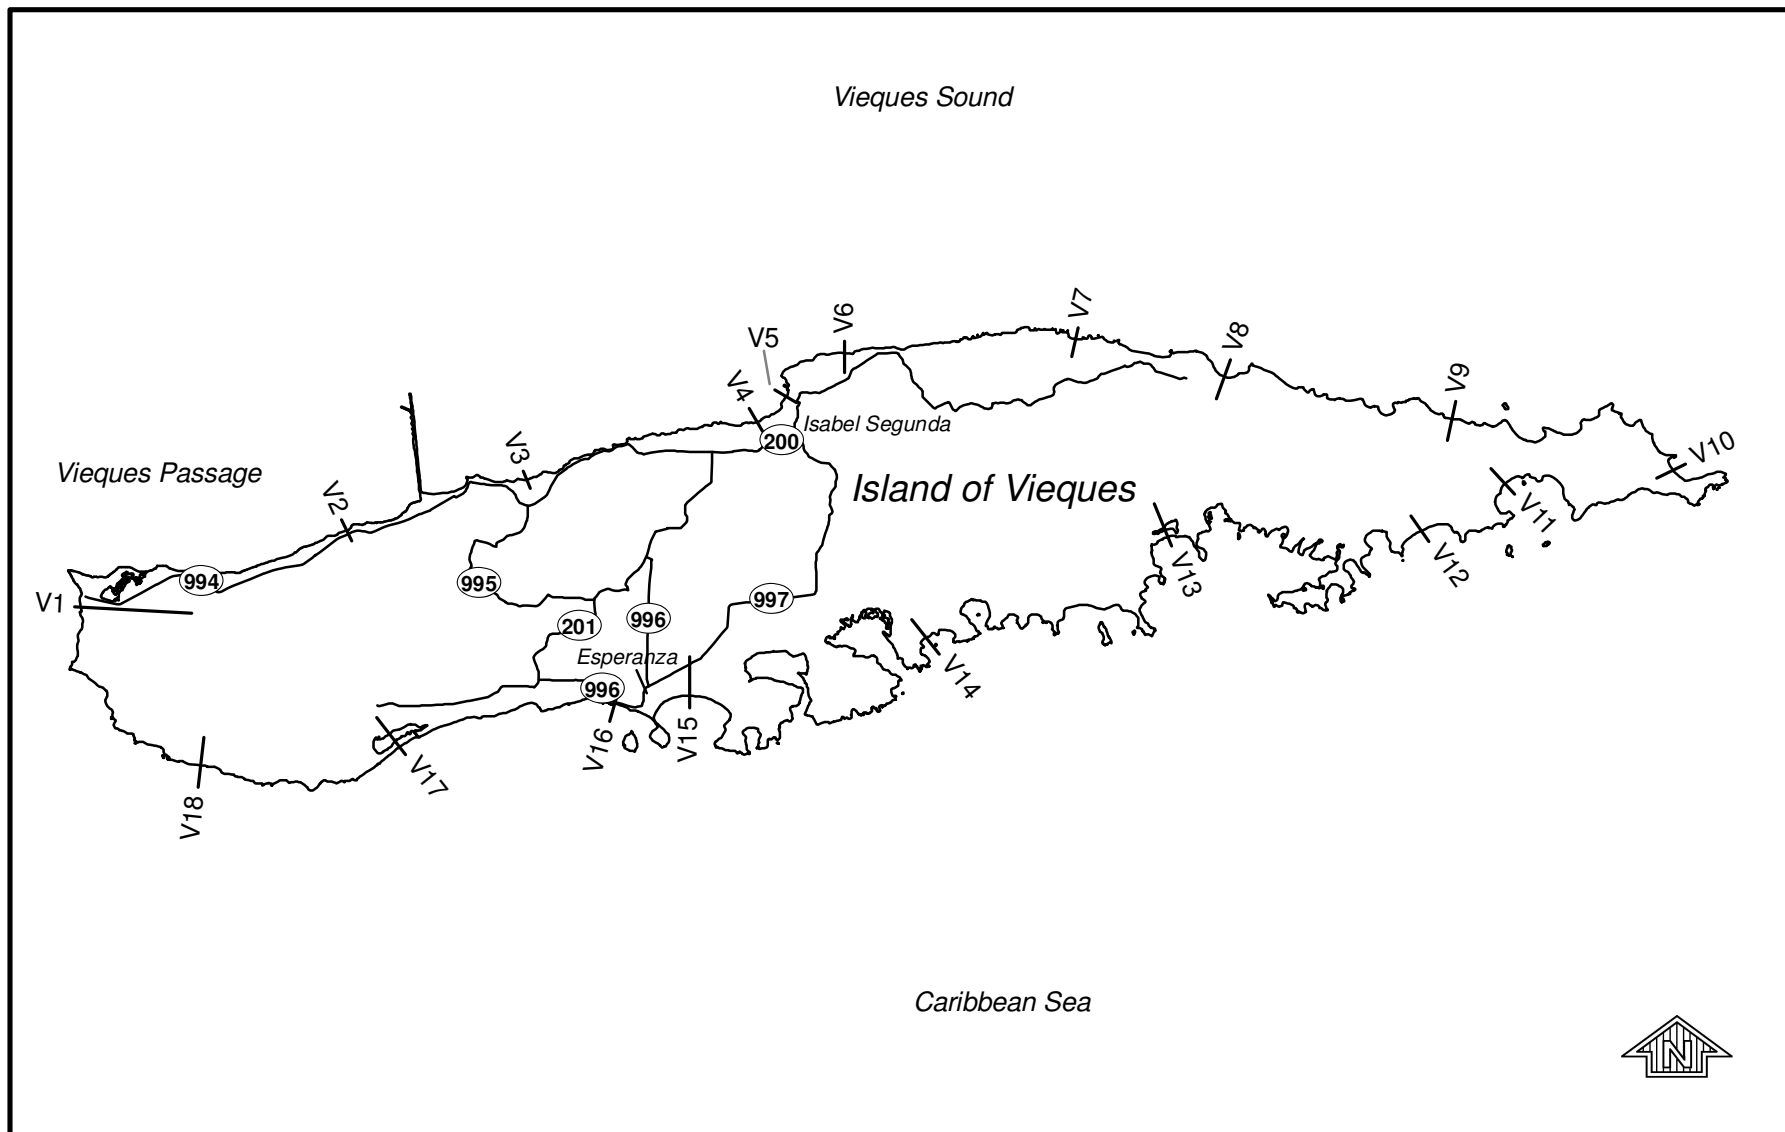 Vieques Sound
V7
V6
V8
V5
V9
V4
Isabel Segunda
200
V10
V3
Vieques Passage
Island of Vieques
V2
V11
V12
V13
994
995
V1
997
996
201
Esperanza
V14
996
V15
V16
V17
V18
Caribbean Sea
N